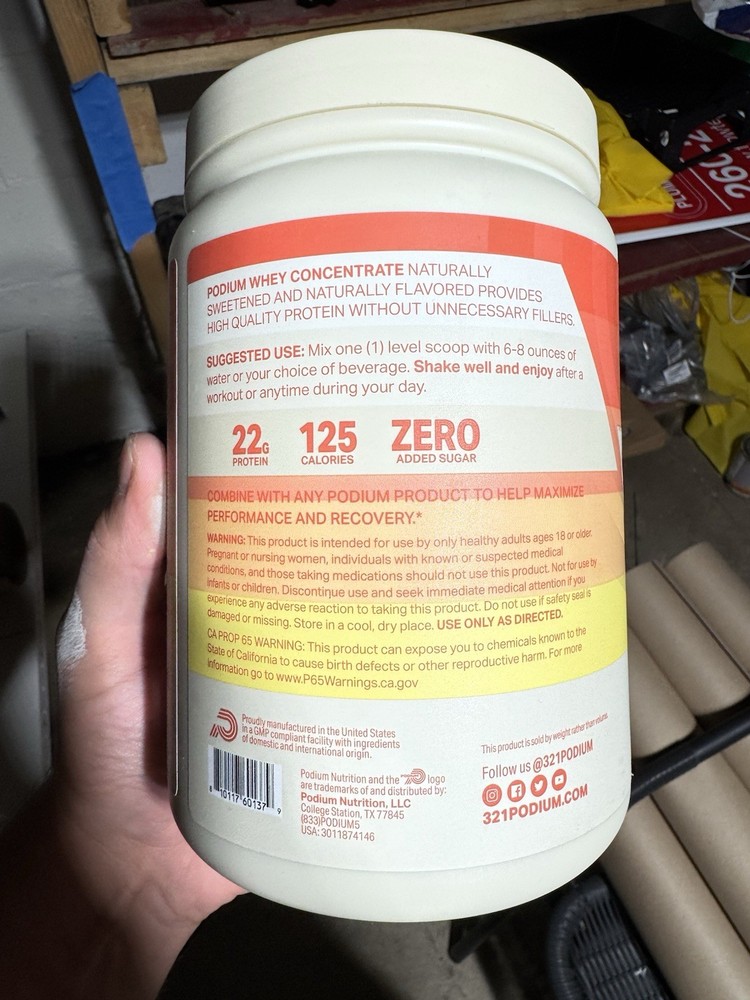 PODIUM WHEY CONCENTRATE NATURALLY
SWEETENED AND NATURALLY FLAVORED PROVIDES
HIGH QUALITY PROTEIN WITHOUT UNNECESSARY FILLERS.
SUGGESTED USE: Mix one (1) level scoop with 6-8 ounces of
water or your choice of beverage. Shake well and enjoy after a
workout or anytime during your day.
22G PROTEIN
125 CALORIES
ZERO ADDED SUGAR
COMBINE WITH ANY PODIUM PRODUCT TO HELP MAXIMIZE
PERFORMANCE AND RECOVERY.*
WARNING: This product is intended for use by only healthy adults ages 18 or older.
Pregnant or nursing women, individuals with known or suspected medical
conditions, and those taking medications should not use this product. Not for use by
infants or children. Discontinue use and seek immediate medical attention if you
experience any adverse reaction to taking this product. Do not use if safety seal is
damaged or missing. Store in a cool, dry place. USE ONLY AS DIRECTED.
CA PROP 65 WARNING: This product can expose you to chemicals known to the
State of California to cause birth defects or other reproductive harm. For more
information go to www.P65Warnings.ca.gov
Proudly manufactured in the United States
in a GMP compliant facility with ingredients
of domestic and international origin.
8 10117 60137 9
Podium Nutrition and the logo
are trademarks of and distributed by:
Podium Nutrition, LLC
College Station, TX 77845
(833)PODIUM5
USA: 3011874146
This product is sold by weight rather than volume.
Follow us @321PODIUM
321PODIUM.COM